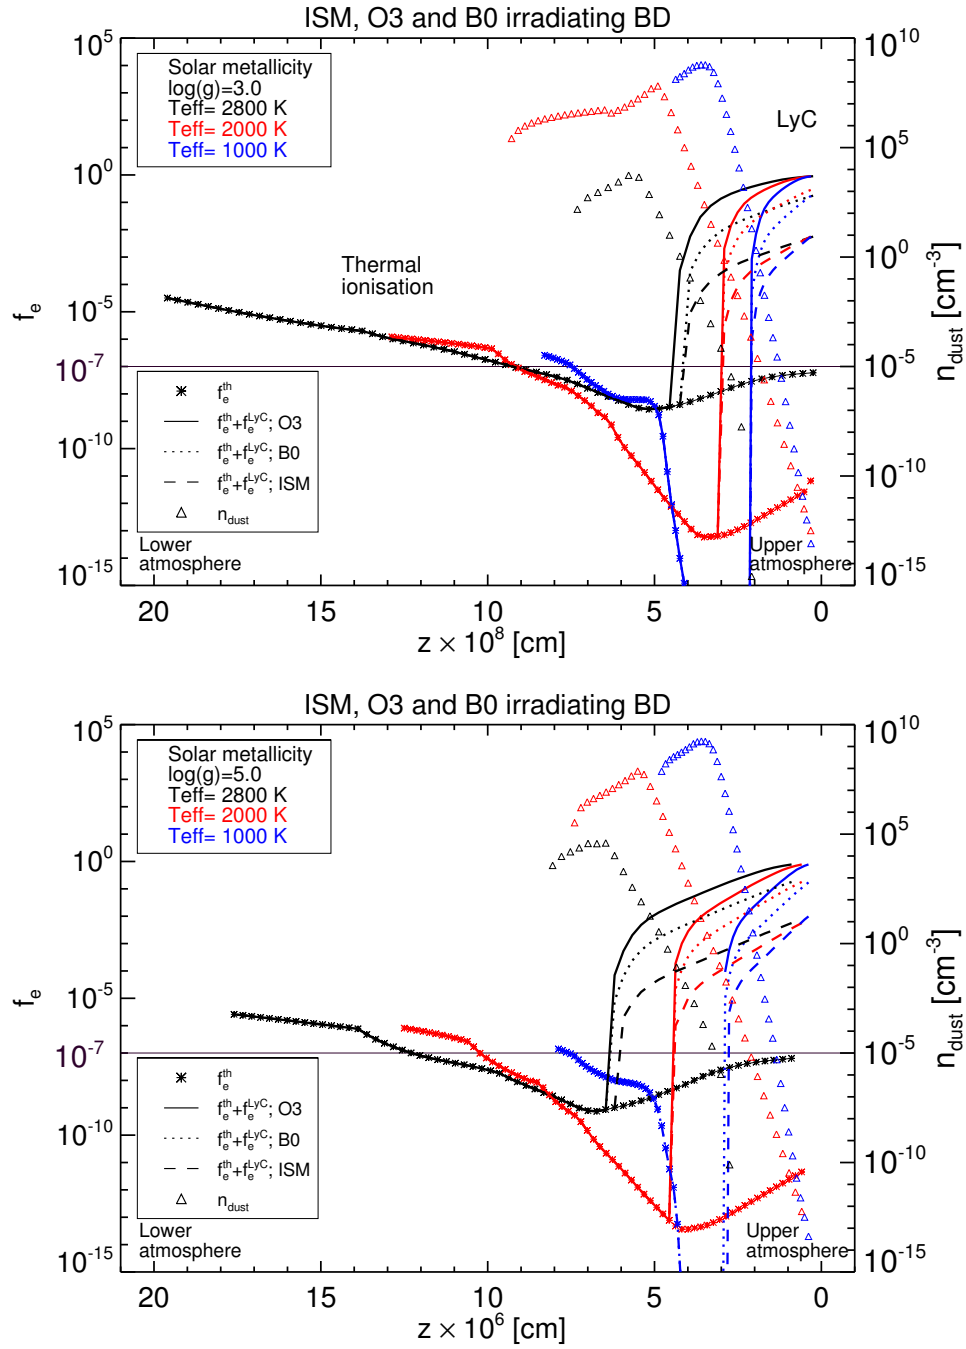 ISM, O3 and B0 irradiating BD
10^5
10^0
10^-5
10^-7
10^-10
10^-15
f_e
10^10
10^5
10^0
10^-5
10^-10
10^-15
n_dust [cm^-3]
Solar metallicity
log(g)=3.0
Teff= 2800 K
Teff= 2000 K
Teff= 1000 K
LyC
Thermal
ionisation
f_e^th
f_e^th+f_e^LyC; O3
f_e^th+f_e^LyC; B0
f_e^th+f_e^LyC; ISM
n_dust
Lower
atmosphere
Upper
atmosphere
20 15 10 5 0
z × 10^8 [cm]
ISM, O3 and B0 irradiating BD
10^5
10^0
10^-5
10^-7
10^-10
10^-15
f_e
10^10
10^5
10^0
10^-5
10^-10
10^-15
n_dust [cm^-3]
Solar metallicity
log(g)=5.0
Teff= 2800 K
Teff= 2000 K
Teff= 1000 K
f_e^th
f_e^th+f_e^LyC; O3
f_e^th+f_e^LyC; B0
f_e^th+f_e^LyC; ISM
n_dust
Lower
atmosphere
Upper
atmosphere
20 15 10 5 0
z × 10^6 [cm]